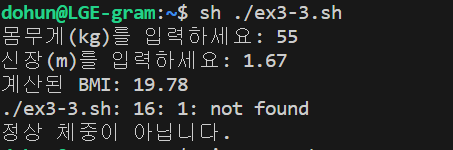 dohun@LGE-gram:~$ sh ./ex3-3.sh
몸무게(kg)를 입력하세요: 55
신장(m)를 입력하세요: 1.67
계산된 BMI: 19.78
./ex3-3.sh: 16: 1: not found
정상 체중이 아닙니다.